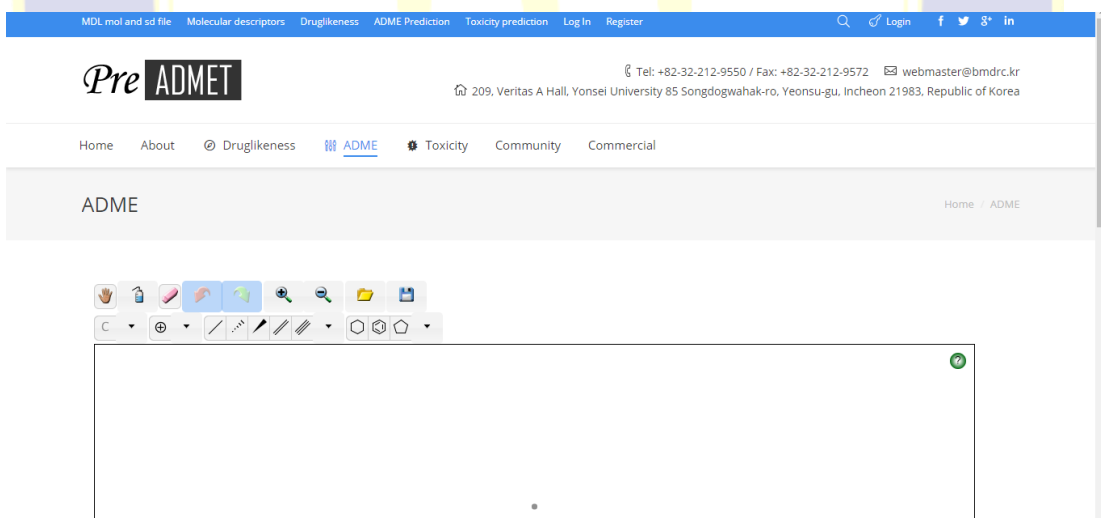 MDL mol and sd file Molecular descriptors Druglikeness ADME Prediction Toxicity prediction Log In Register Login f g+ in
Pre ADMET
Tel: +82-32-212-9550 / Fax: +82-32-212-9572 webmaster@bmdrc.kr
209, Veritas A Hall, Yonsei University 85 Songdogwahak-ro, Yeonsu-gu, Incheon 21983, Republic of Korea
Home About Druglikeness ADME Toxicity Community Commercial
ADME Home / ADME
C
?